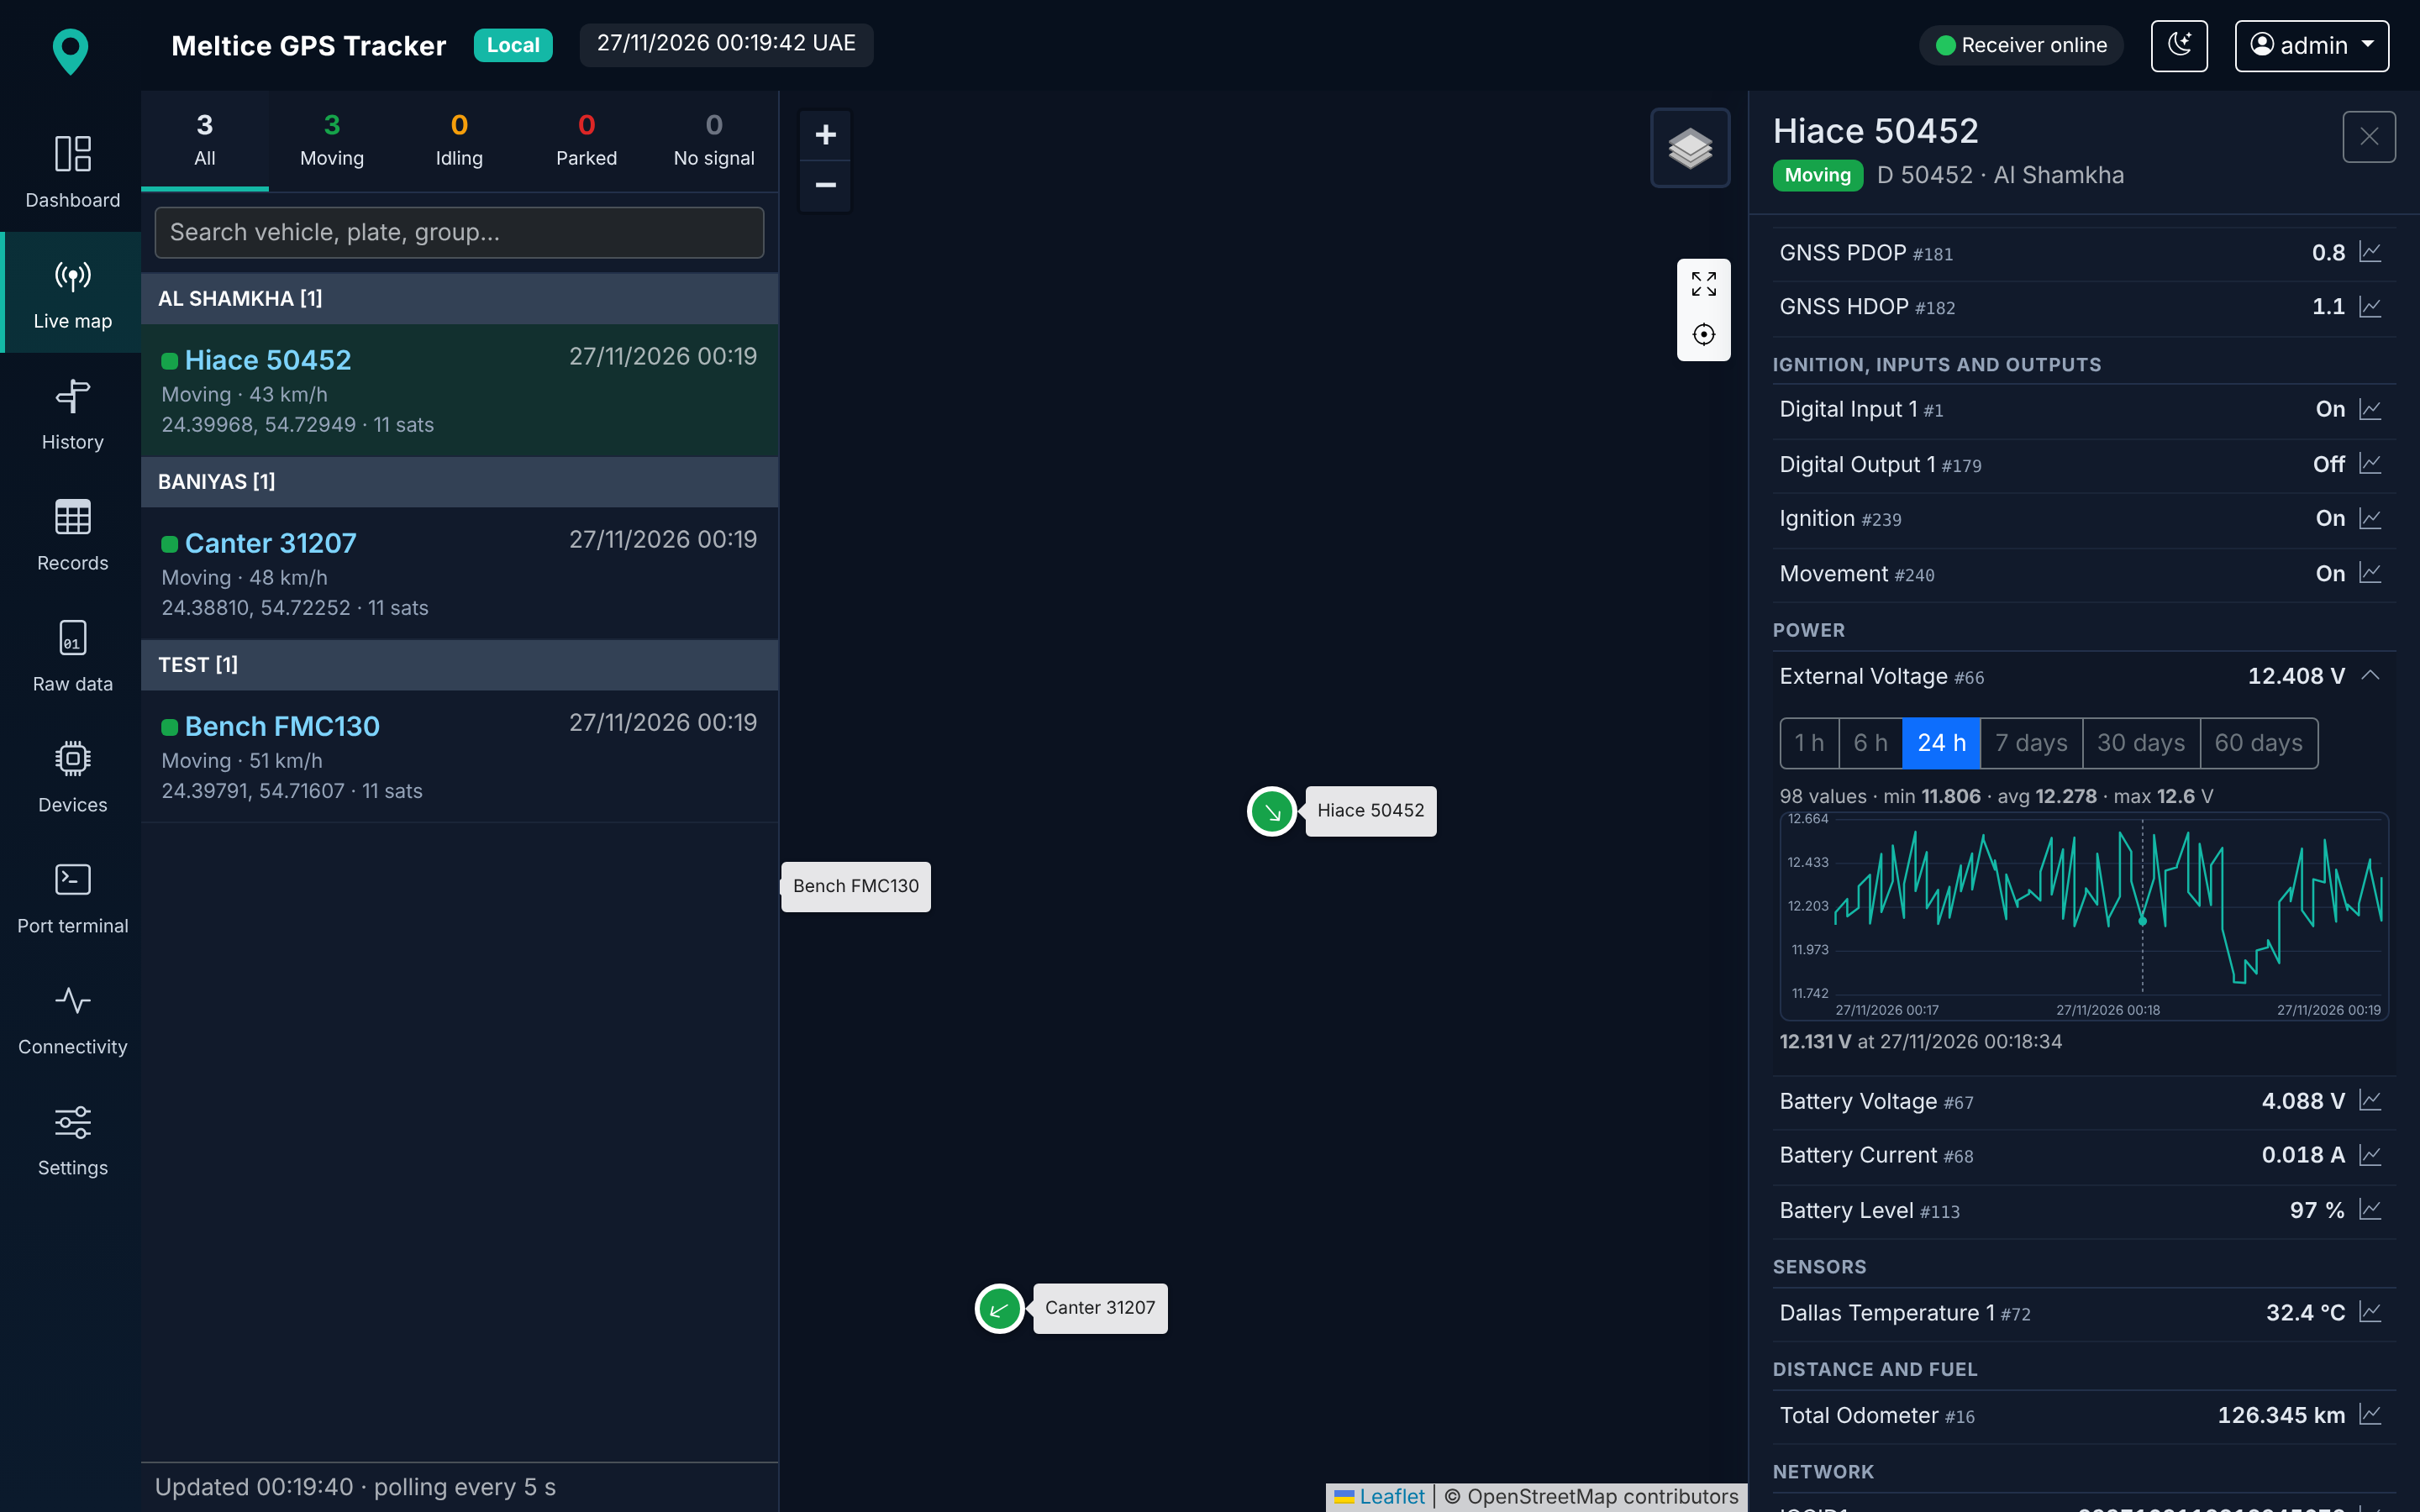 Meltice GPS Tracker Local 27/11/2026 00:19:42 UAE Receiver online admin
Dashboard
Live map
History
Records
01
Raw data
Devices
Port terminal
Connectivity
Settings
3 3 0 0 0
All Moving Idling Parked No signal
Search vehicle, plate, group...
AL SHAMKHA [1]
Hiace 50452 27/11/2026 00:19
Moving · 43 km/h
24.39968, 54.72949 · 11 sats
BANIYAS [1]
Canter 31207 27/11/2026 00:19
Moving · 48 km/h
24.38810, 54.72252 · 11 sats
TEST [1]
Bench FMC130 27/11/2026 00:19
Moving · 51 km/h
24.39791, 54.71607 · 11 sats
Updated 00:19:40 · polling every 5 s
+
−
Hiace 50452
Bench FMC130
Canter 31207
Leaflet | © OpenStreetMap contributors
Hiace 50452
Moving D 50452 · Al Shamkha
GNSS PDOP #181 0.8
GNSS HDOP #182 1.1
IGNITION, INPUTS AND OUTPUTS
Digital Input 1 #1 On
Digital Output 1 #179 Off
Ignition #239 On
Movement #240 On
POWER
External Voltage #66 12.408 V
1 h 6 h 24 h 7 days 30 days 60 days
98 values · min 11.806 · avg 12.278 · max 12.6 V
12.664
12.433
12.203
11.973
11.742
27/11/2026 00:17 27/11/2026 00:18 27/11/2026 00:19
12.131 V at 27/11/2026 00:18:34
Battery Voltage #67 4.088 V
Battery Current #68 0.018 A
Battery Level #113 97 %
SENSORS
Dallas Temperature 1 #72 32.4 °C
DISTANCE AND FUEL
Total Odometer #16 126.345 km
NETWORK